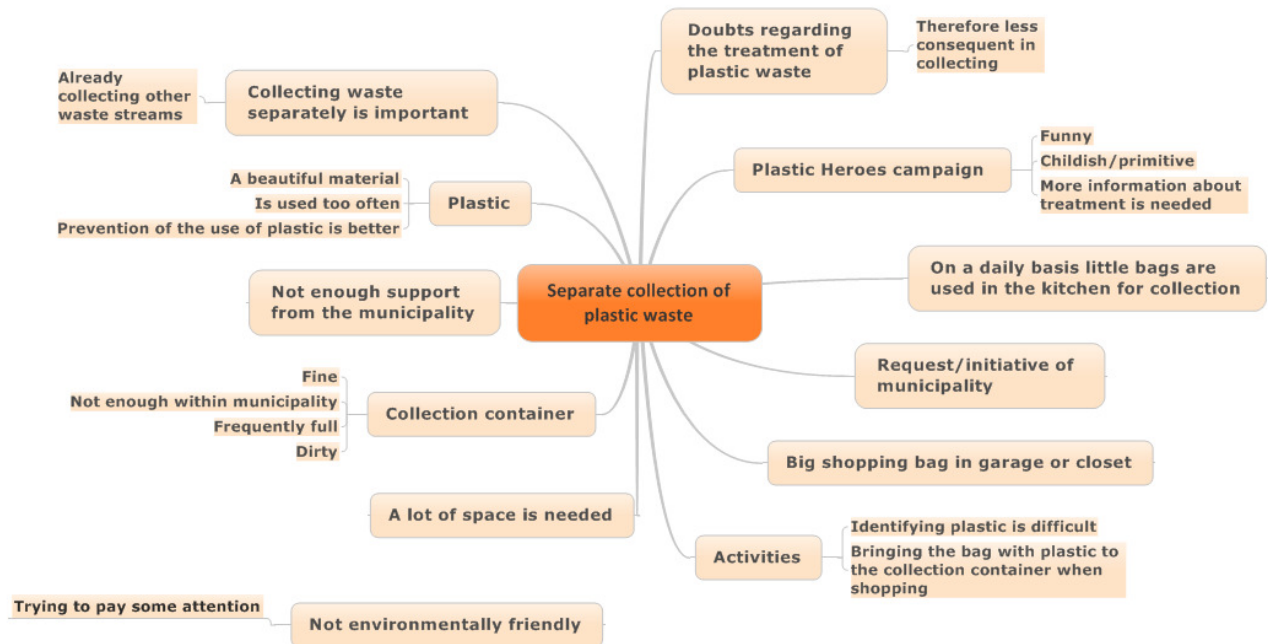 Separate collection of
plastic waste
Collecting waste
separately is important
Already
collecting other
waste streams
Plastic
A beautiful material
Is used too often
Prevention of the use of plastic is better
Not enough support
from the municipality
Collection container
Fine
Not enough within municipality
Frequently full
Dirty
A lot of space is needed
Not environmentally friendly
Trying to pay some attention
Doubts regarding
the treatment of
plastic waste
Therefore less
consequent in
collecting
Plastic Heroes campaign
Funny
Childish/primitive
More information about
treatment is needed
On a daily basis little bags are
used in the kitchen for collection
Request/initiative of
municipality
Big shopping bag in garage or closet
Activities
Identifying plastic is difficult
Bringing the bag with plastic to
the collection container when
shopping